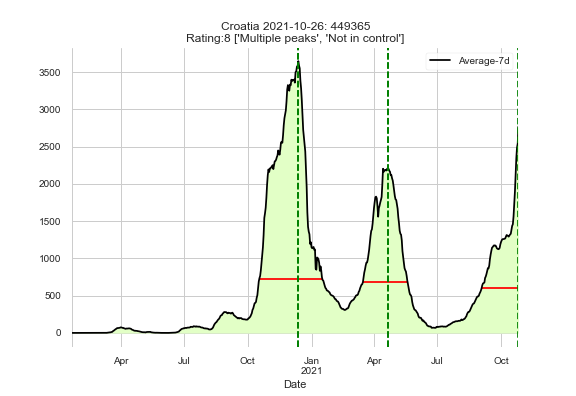 Croatia 2021-10-26: 449365
Rating:8 ['Multiple peaks', 'Not in control']
Average-7d
3500
3000
2500
2000
1500
1000
500
0
Apr Jul Oct Jan Apr Jul Oct
2021
Date